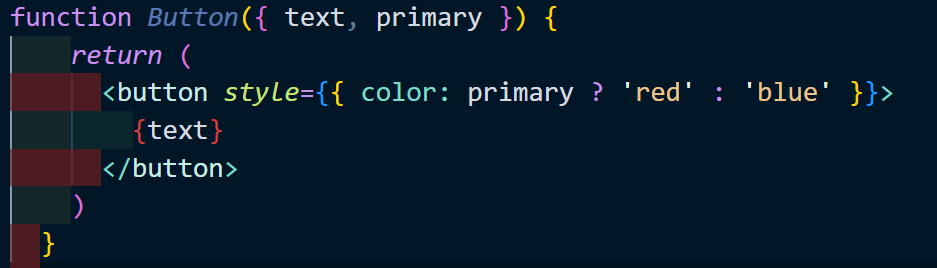 function Button({ text, primary }) {
    return (
      <button style={{ color: primary ? 'red' : 'blue' }}>
        {text}
      </button>
    )
  }